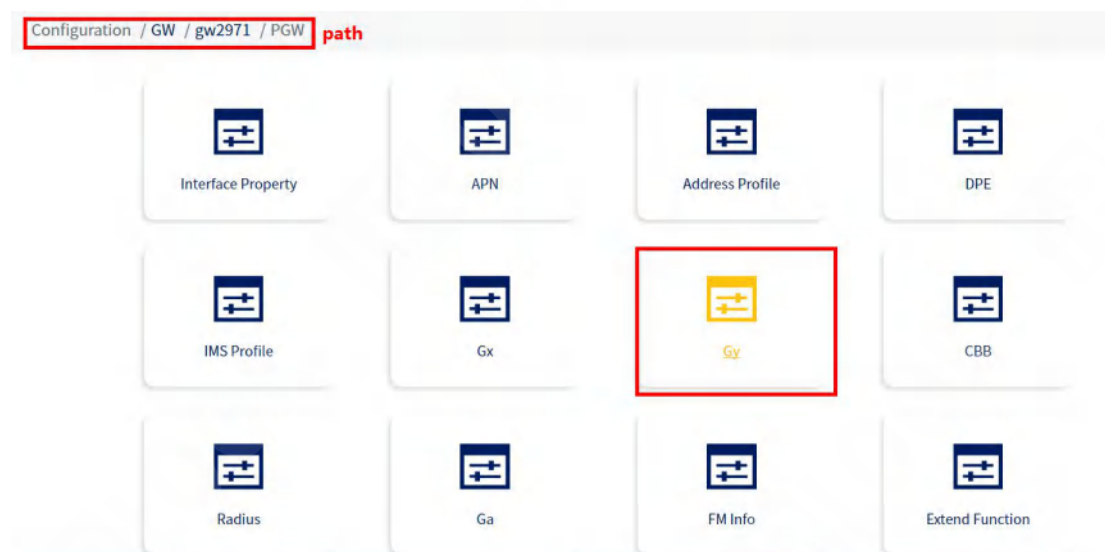 Configuration / GW / gw2971 / PGW path
Interface Property APN Address Profile DPE
IMS Profile Gx Gy CBB
Radius Ga FM Info Extend Function